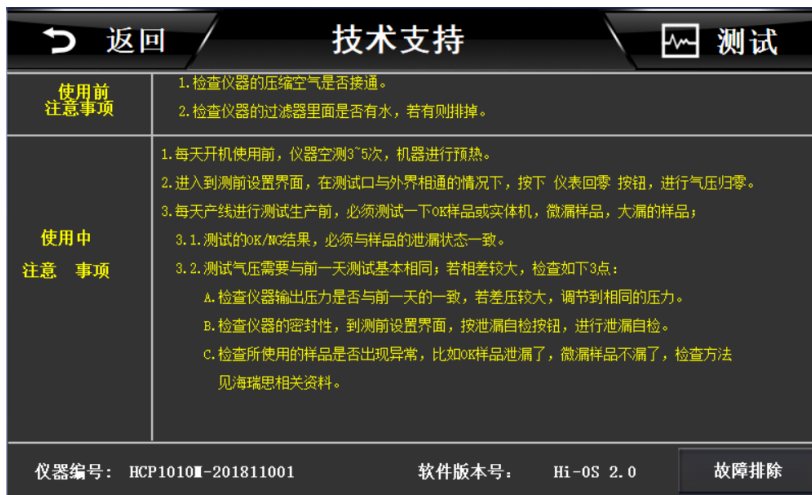 返回
技术支持
测试
使用前
注意事项
1.检查仪器的压缩空气是否接通。
2.检查仪器的过滤器里面是否有水，若有则排掉。
使用中
注意 事项
1.每天开机使用前，仪器空测3~5次，机器进行预热。
2.进入到测前设置界面，在测试口与外界相通的情况下，按下 仪表回零 按钮，进行气压归零。
3.每天产线进行测试生产前，必须测试一下OK样品或实体机，微漏样品，大漏的样品；
3.1.测试的OK/NG结果，必须与样品的泄漏状态一致。
3.2.测试气压需要与前一天测试基本相同；若相差较大，检查如下3点：
A.检查仪器输出压力是否与前一天的一致，若差压较大，调节到相同的压力。
B.检查仪器的密封性，到测前设置界面，按泄漏自检按钮，进行泄漏自检。
C.检查所使用的样品是否出现异常，比如OK样品泄漏了，微漏样品不漏了，检查方法
见海瑞思相关资料。
仪器编号： HCP1010M-201811001
软件版本号： Hi-OS 2.0
故障排除